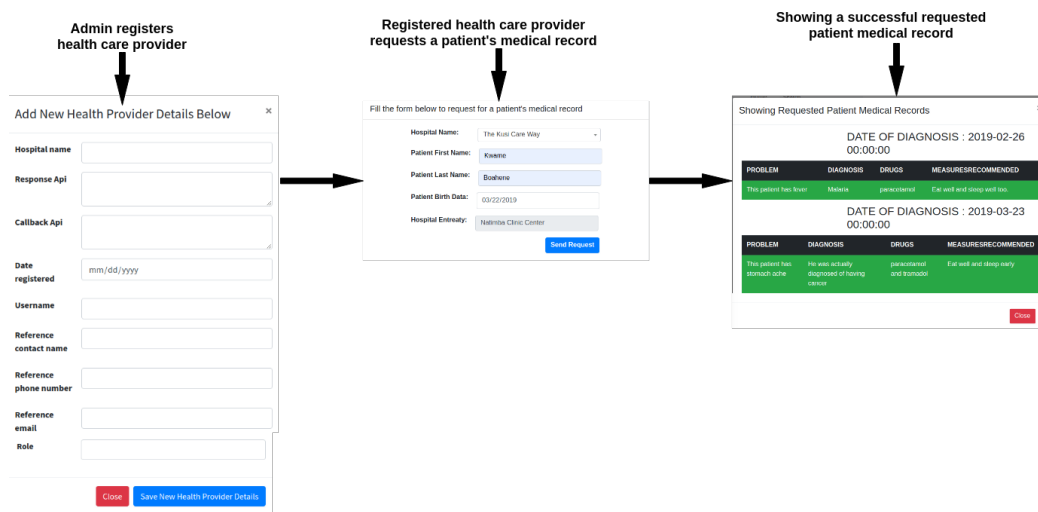 Admin registers
health care provider
Add New Health Provider Details Below ×
Hospital name
Response Api
Callback Api
Date
registered
mm/dd/yyyy
Username
Reference
contact name
Reference
phone number
Reference
email
Role
Close
Save New Health Provider Details
Registered health care provider
requests a patient's medical record
Fill the form below to request for a patient's medical record
Hospital Name: The Kusi Care Way
Patient First Name: Kwame
Patient Last Name: Boahene
Patient Birth Data: 03/22/2019
Hospital Entreaty: Natimba Clinic Center
Send Request
Showing a successful requested
patient medical record
Showing Requested Patient Medical Records
DATE OF DIAGNOSIS : 2019-02-26
00:00:00
PROBLEM DIAGNOSIS DRUGS MEASURESRECOMMENDED
This patient has fever Malaria paracetamol Eat well and sleep well too.
DATE OF DIAGNOSIS : 2019-03-23
00:00:00
PROBLEM DIAGNOSIS DRUGS MEASURESRECOMMENDED
This patient has He was actually paracetamol Eat well and sleep early
stomach ache diagnosed of having and tramadol
cancer
Close